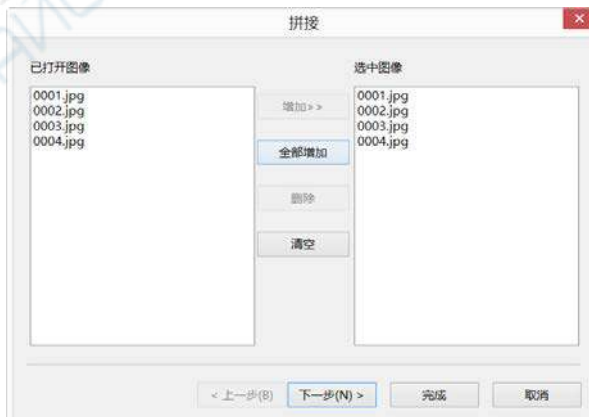 拼接
已打开图像
选中图像
0001.jpg
0002.jpg
0003.jpg
0004.jpg
增加>>
全部增加
删除
清空
0001.jpg
0002.jpg
0003.jpg
0004.jpg
< 上一步(B)
下一步(N) >
完成
取消